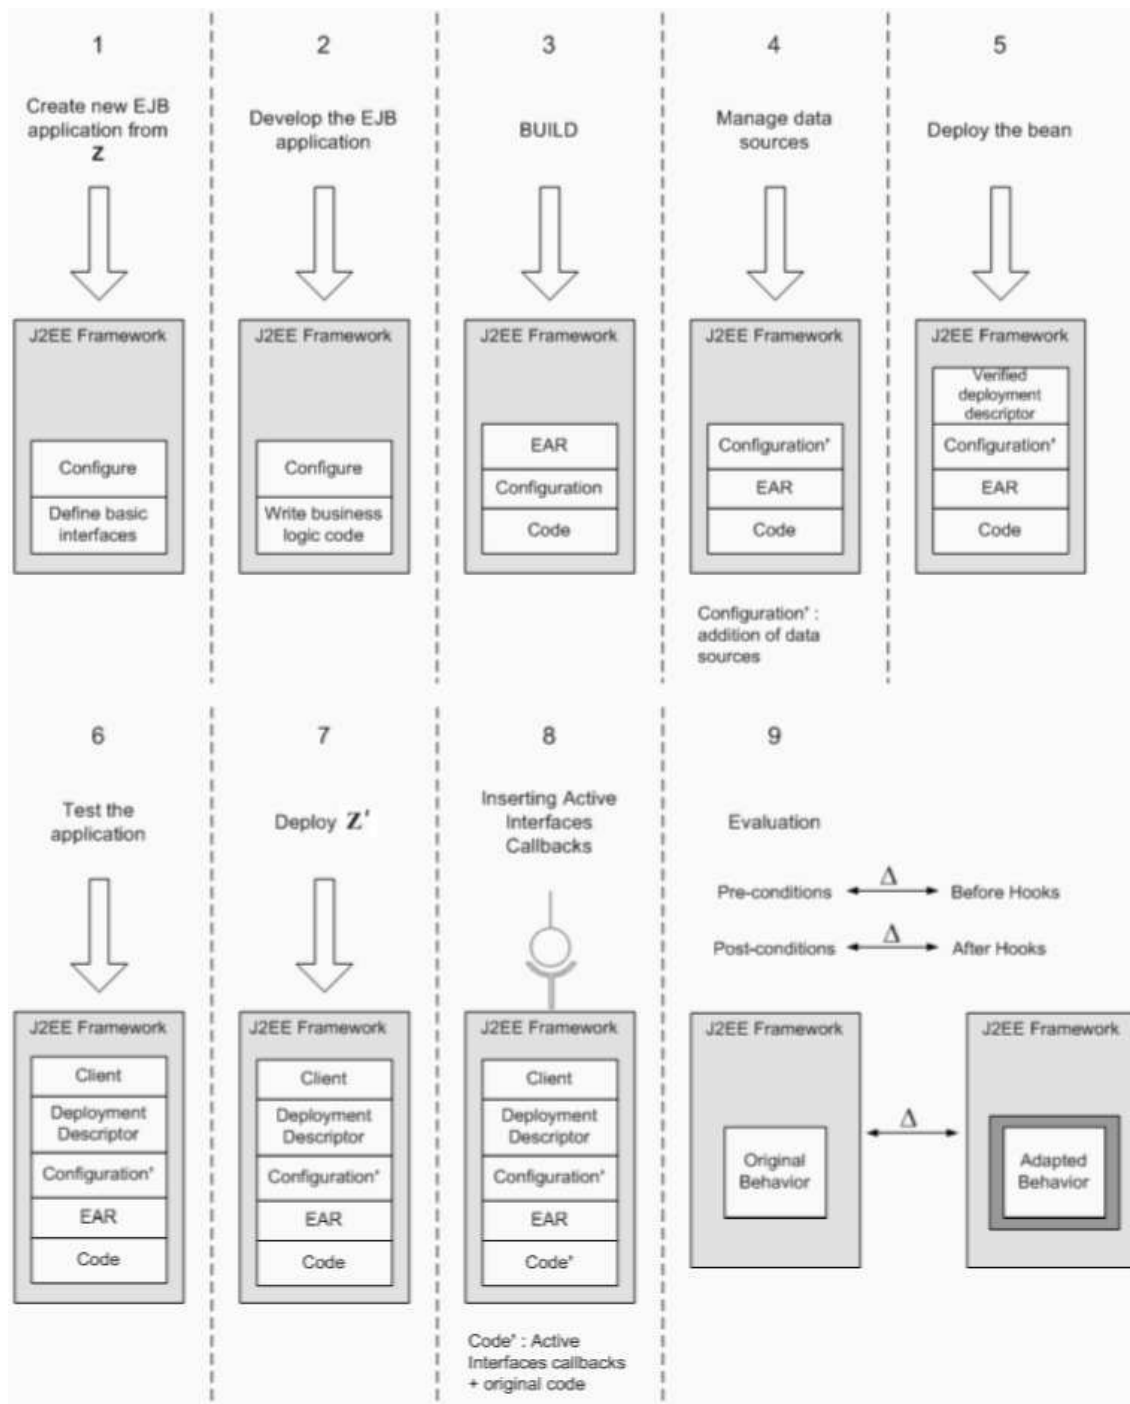 1
Create new EJB
application from
Z
J2EE Framework
Configure
Define basic
interfaces
2
Develop the EJB
application
J2EE Framework
Configure
Write business
logic code
3
BUILD
J2EE Framework
EAR
Configuration
Code
4
Manage data
sources
J2EE Framework
Configuration*
EAR
Code
Configuration* :
addition of data
sources
5
Deploy the bean
J2EE Framework
Verified
deployment
descriptor
Configuration*
EAR
Code
6
Test the
application
J2EE Framework
Client
Deployment
Descriptor
Configuration*
EAR
Code
7
Deploy Z'
J2EE Framework
Client
Deployment
Descriptor
Configuration*
EAR
Code
8
Inserting Active
Interfaces
Callbacks
J2EE Framework
Client
Deployment
Descriptor
Configuration*
EAR
Code*
Code* : Active
Interfaces callbacks
+ original code
9
Evaluation
Pre-conditions Δ Before Hooks
Post-conditions Δ After Hooks
J2EE Framework
Original
Behavior
Δ
J2EE Framework
Adapted
Behavior